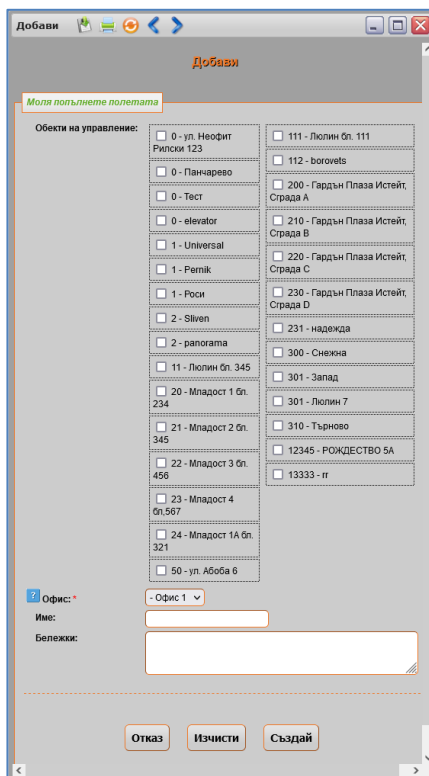 Добави
Добави
Моля попълнете полетата
Обекти на управление:
0 - ул. Неофит
Рилски 123
0 - Панчарево
0 - Тест
0 - elevator
1 - Universal
1 - Pernik
1 - Роси
2 - Sliven
2 - panorama
11 - Люлин бл. 345
20 - Младост 1 бл.
234
21 - Младост 2 бл.
345
22 - Младост 3 бл.
456
23 - Младост 4
бл,567
24 - Младост 1А бл.
321
50 - ул. Абоба 6
111 - Люлин бл. 111
112 - borovets
200 - Гардън Плаза Истейт,
Сграда А
210 - Гардън Плаза Истейт,
Сграда B
220 - Гардън Плаза Истейт,
Сграда C
230 - Гардън Плаза Истейт,
Сграда D
231 - надежда
300 - Снежна
301 - Запад
301 - Люлин 7
310 - Търново
12345 - РОЖДЕСТВО 5А
13333 - rr
? Офис: *
- Офис 1
Име:
Бележки:
Отказ Изчисти Създай